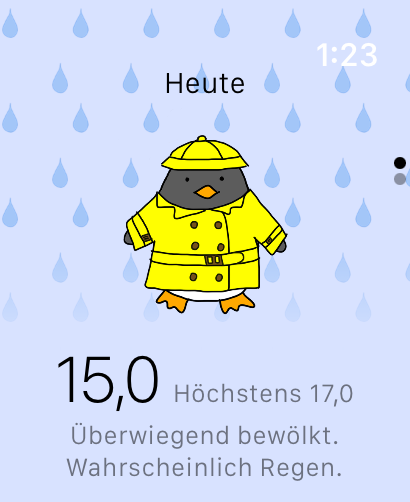 1:23
Heute
15,0 Höchstens 17,0
Überwiegend bewölkt.
Wahrscheinlich Regen.